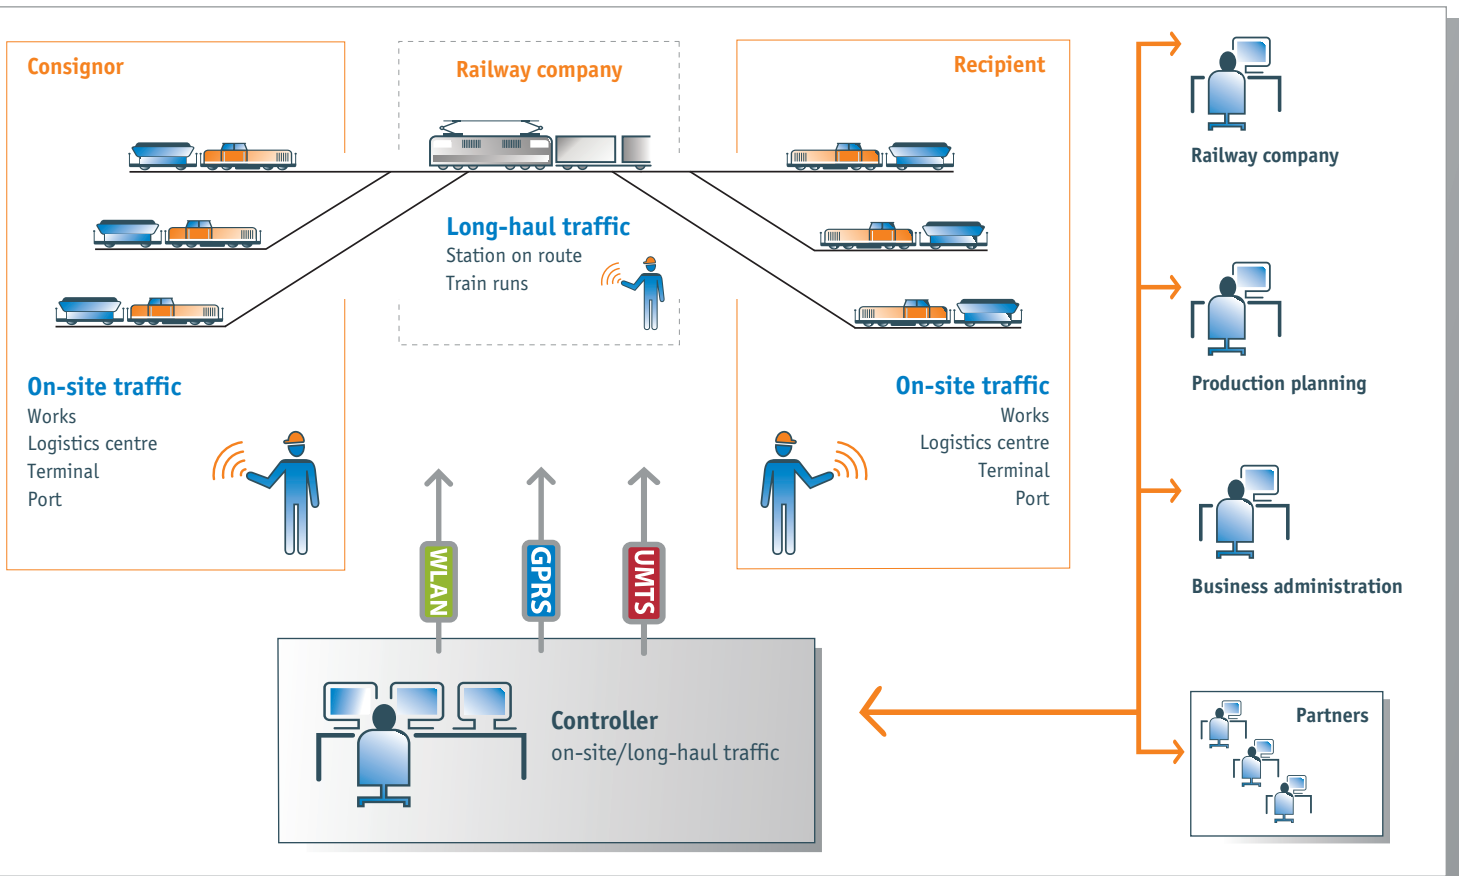 Consignor
Railway company
Recipient
Long-haul traffic
Station on route
Train runs
On-site traffic
Works
Logistics centre
Terminal
Port
On-site traffic
Works
Logistics centre
Terminal
Port
WLAN
GPRS
UMTS
Controller
on-site/long-haul traffic
Railway company
Production planning
Business administration
Partners